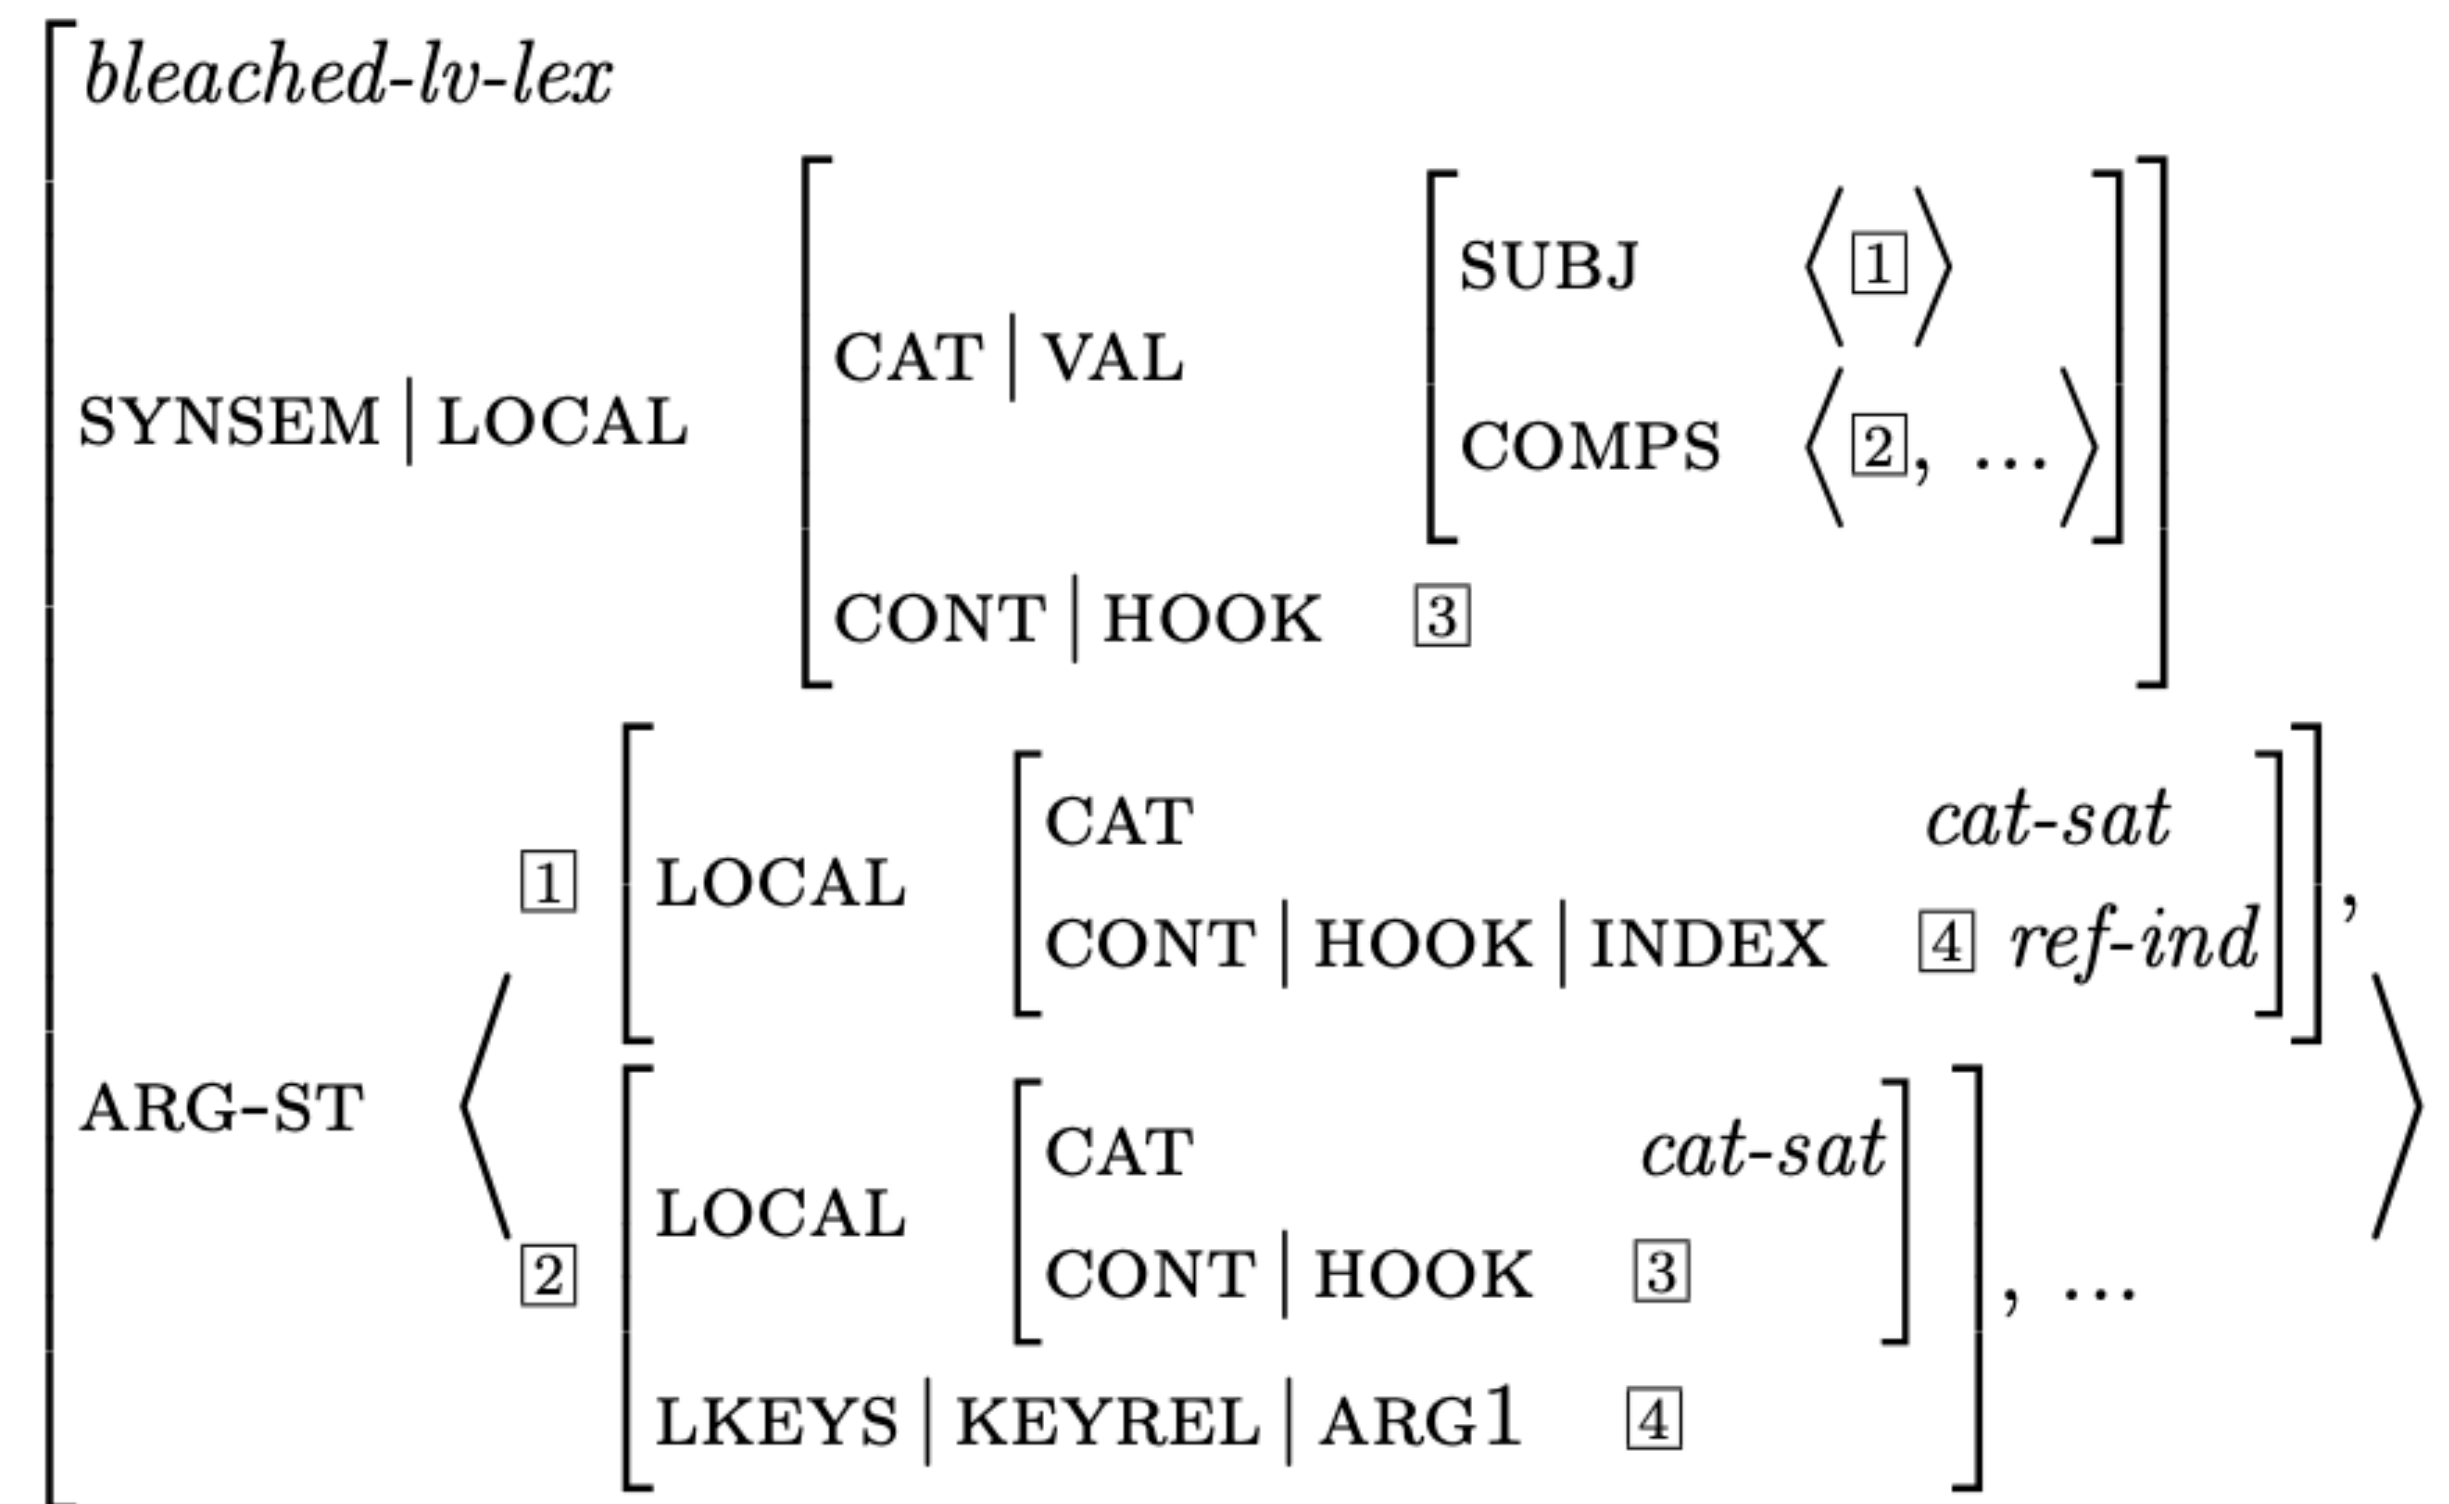 bleached-lv-lex
SUBJ ⟨[1]⟩
CAT | VAL
SYNSEM | LOCAL
COMPS ⟨[2], ...⟩
CONT | HOOK [3]
CAT cat-sat
[1] LOCAL
CONT | HOOK | INDEX [4] ref-ind,
ARG-ST
CAT cat-sat
LOCAL
[2] CONT | HOOK [3], ...
LKEYS | KEYREL | ARG1 [4]